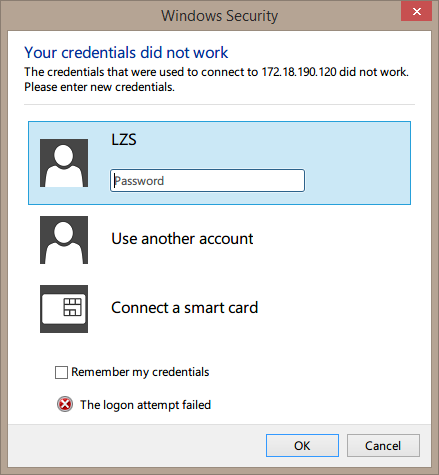 Windows Security
Your credentials did not work
The credentials that were used to connect to 172.18.190.120 did not work.
Please enter new credentials.
LZS
Password
Use another account
Connect a smart card
Remember my credentials
The logon attempt failed
OK
Cancel